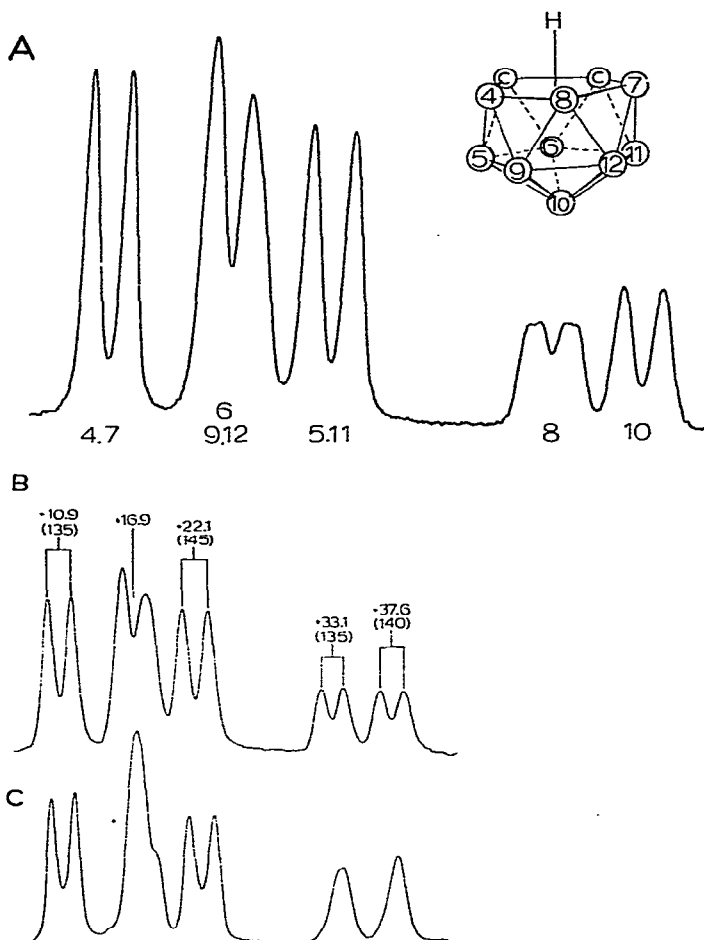 A
H
C C 7
4 8
5 6 11
9 12
10
6
4,7 9,12 5,11 8 10
B
+10.9 +16.9 +22.1 +33.1 +37.6
(135) (145) (135) (140)
C